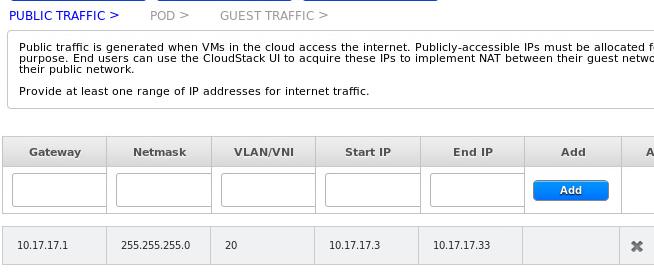 PUBLIC TRAFFIC > POD > GUEST TRAFFIC >
Public traffic is generated when VMs in the cloud access the internet. Publicly-accessible IPs must be allocated
purpose. End users can use the CloudStack UI to acquire these IPs to implement NAT between their guest
their public network.
Provide at least one range of IP addresses for internet traffic.
Gateway Netmask VLAN/VNI Start IP End IP Add
Add
10.17.17.1 255.255.255.0 20 10.17.17.3 10.17.17.33